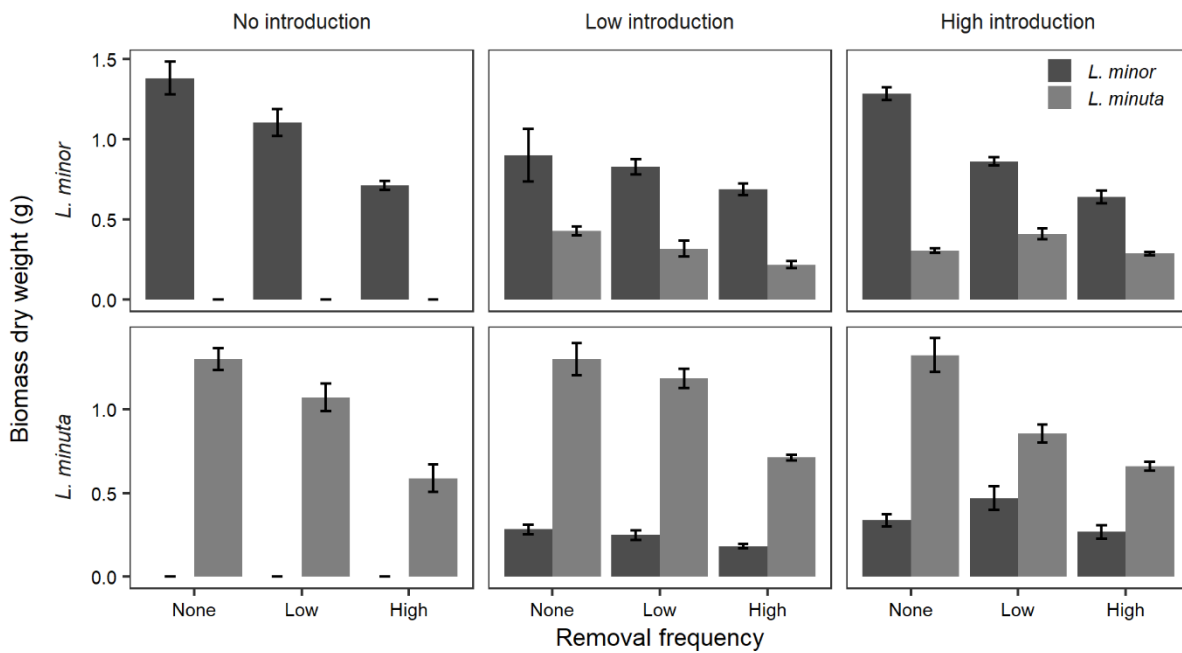 No introduction
Low introduction
High introduction
Biomass dry weight (g)
L. minor
1.5
1.0
0.5
0.0
L. minor
L. minuta
L. minuta
1.0
0.5
0.0
None
Low
High
None
Low
High
None
Low
High
Removal frequency